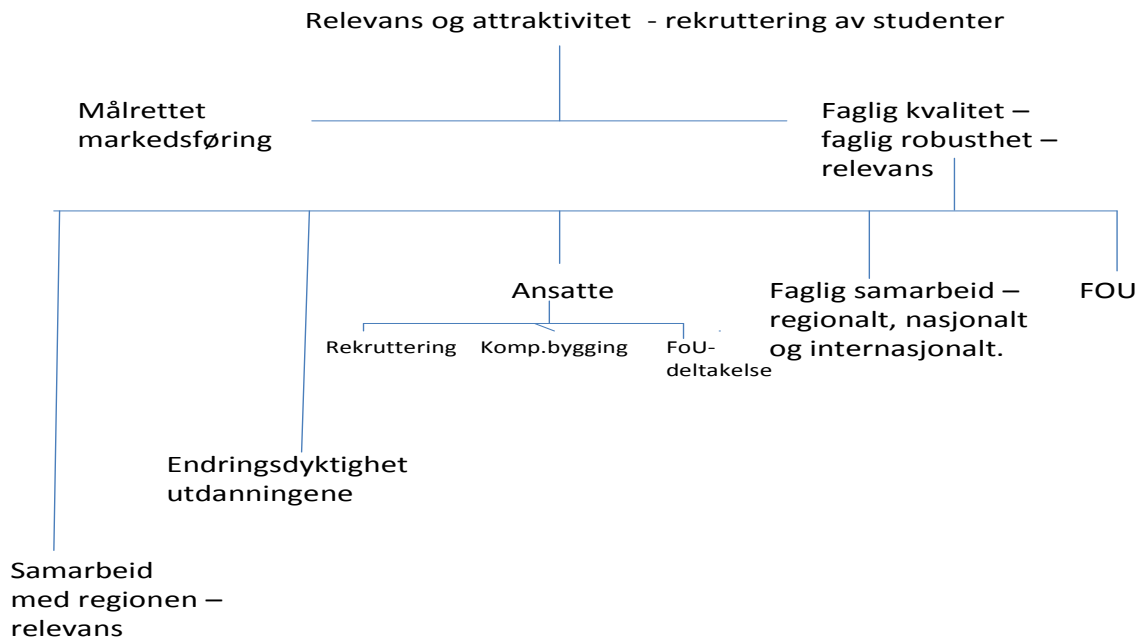 Relevans og attraktivitet - rekruttering av studenter
Målrettet
markedsføring
Faglig kvalitet –
faglig robusthet –
relevans
Ansatte
Rekruttering
Komp.bygging
FoU-
deltakelse
Faglig samarbeid –
regionalt, nasjonalt
og internasjonalt.
FOU
Endringsdyktighet
utdanningene
Samarbeid
med regionen –
relevans